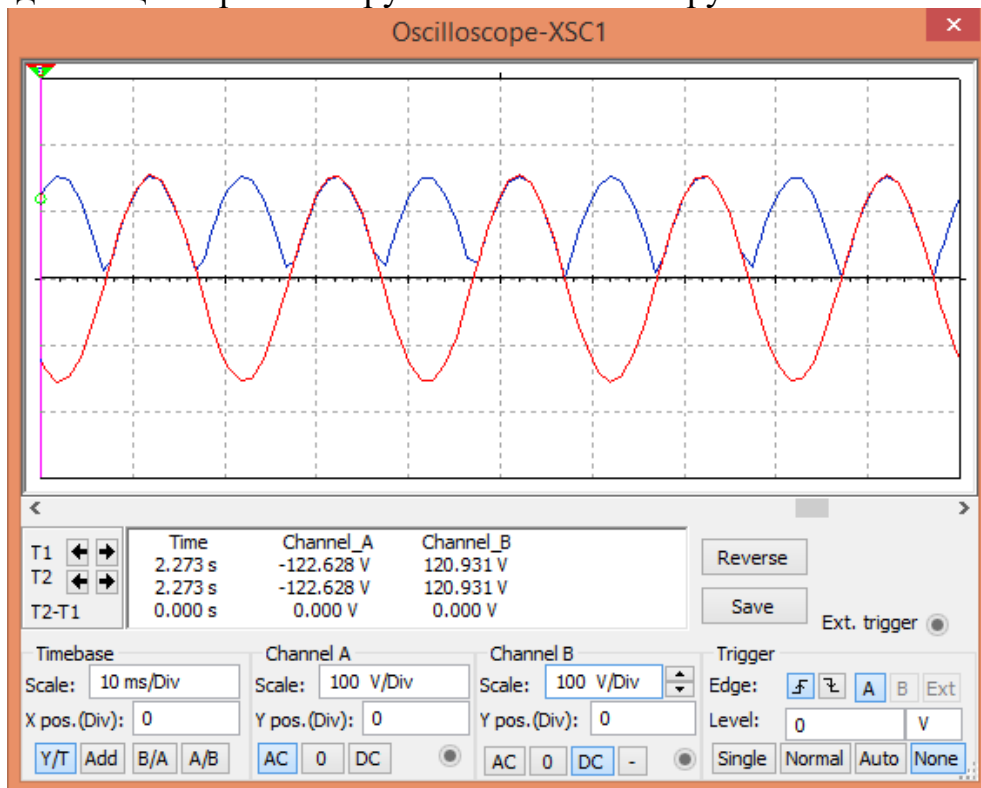 Oscilloscope-XSC1
T1
T2
T2-T1
Time Channel_A Channel_B
2.273 s -122.628 V 120.931 V
2.273 s -122.628 V 120.931 V
0.000 s 0.000 V 0.000 V
Reverse
Save
Ext. trigger
Timebase
Scale: 10 ms/Div
X pos.(Div): 0
Y/T Add B/A A/B
Channel A
Scale: 100 V/Div
Y pos.(Div): 0
AC 0 DC
Channel B
Scale: 100 V/Div
Y pos.(Div): 0
AC 0 DC -
Trigger
Edge: A B Ext
Level: 0 V
Single Normal Auto None